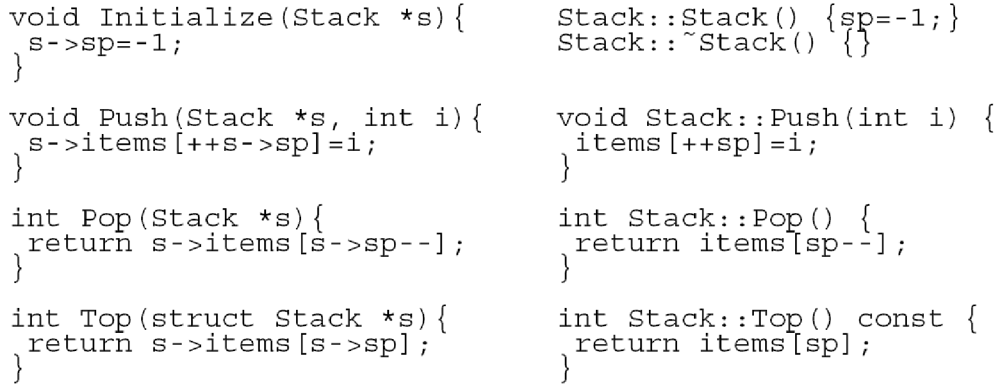 void Initialize(Stack *s){
 s->sp=-1;
}

void Push(Stack *s, int i){
 s->items[++s->sp]=i;
}

int Pop(Stack *s){
 return s->items[s->sp--];
}

int Top(struct Stack *s){
 return s->items[s->sp];
}

Stack::Stack() {sp=-1;}
Stack::~Stack() {}

void Stack::Push(int i) {
 items[++sp]=i;
}

int Stack::Pop() {
 return items[sp--];
}

int Stack::Top() const {
 return items[sp];
}